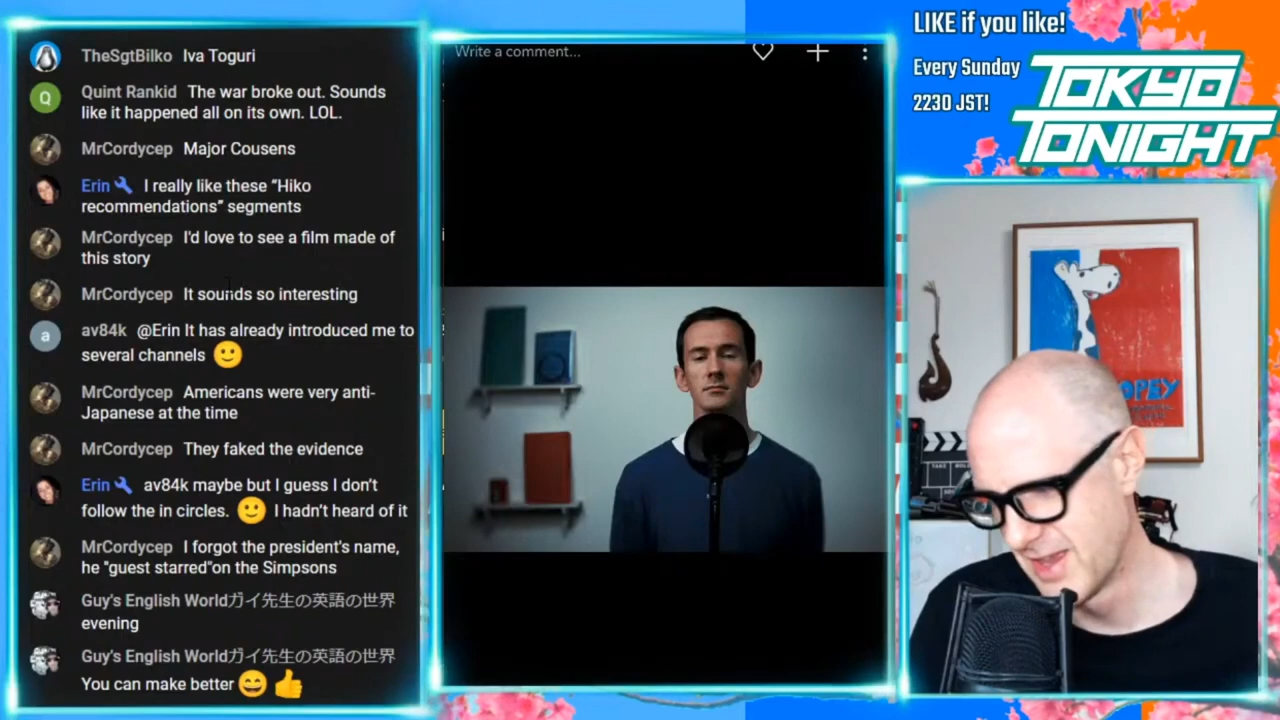 TheSgtBilko Iva Toguri
Quint Rankid The war broke out. Sounds
like it happened all on its own. LOL.
MrCordycep Major Cousens
Erin I really like these “Hiko
recommendations” segments
MrCordycep I'd love to see a film made of
this story
MrCordycep It sounds so interesting
a
av84k @Erin It has already introduced me to
several channels 🙂
MrCordycep Americans were very anti-
Japanese at the time
MrCordycep They faked the evidence
Erin av84k maybe but I guess I don’t
follow the in circles. 🙂 I hadn’t heard of it
MrCordycep I forgot the president's name,
he "guest starred"on the Simpsons
Guy's English Worldガイ先生の英語の世界
evening
Guy's English Worldガイ先生の英語の世界
You can make better 😄 👍
Q
Write a comment...
LIKE if you like!
Every Sunday
2230 JST!
TOKYO
TONIGHT
OPEY
TAKE